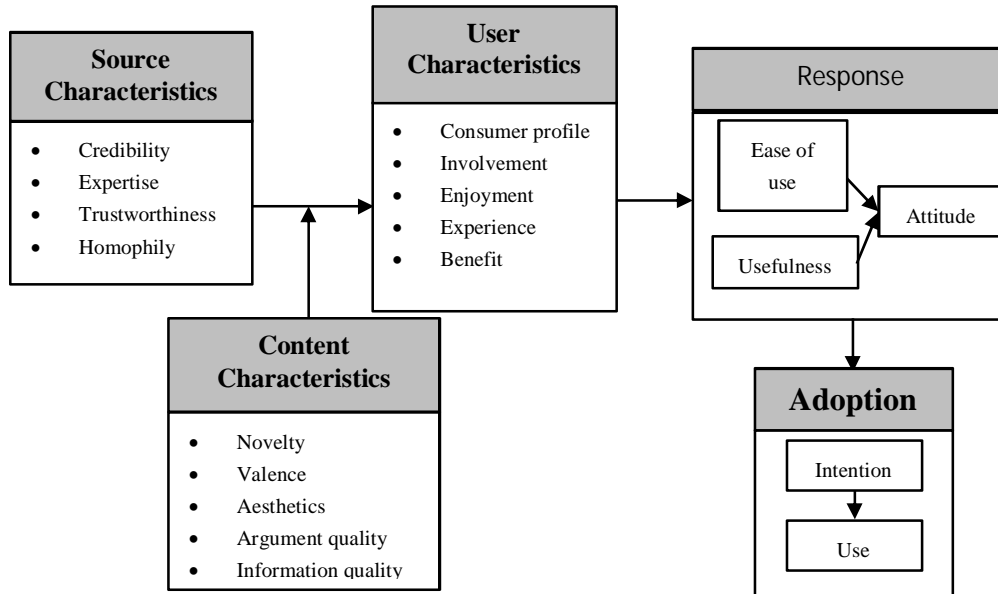 Source
Characteristics
Credibility
Expertise
Trustworthiness
Homophily
User
Characteristics
Consumer profile
Involvement
Enjoyment
Experience
Benefit
Response
Ease of
use
Usefulness
Attitude
Content
Characteristics
Novelty
Valence
Aesthetics
Argument quality
Information quality
Adoption
Intention
Use